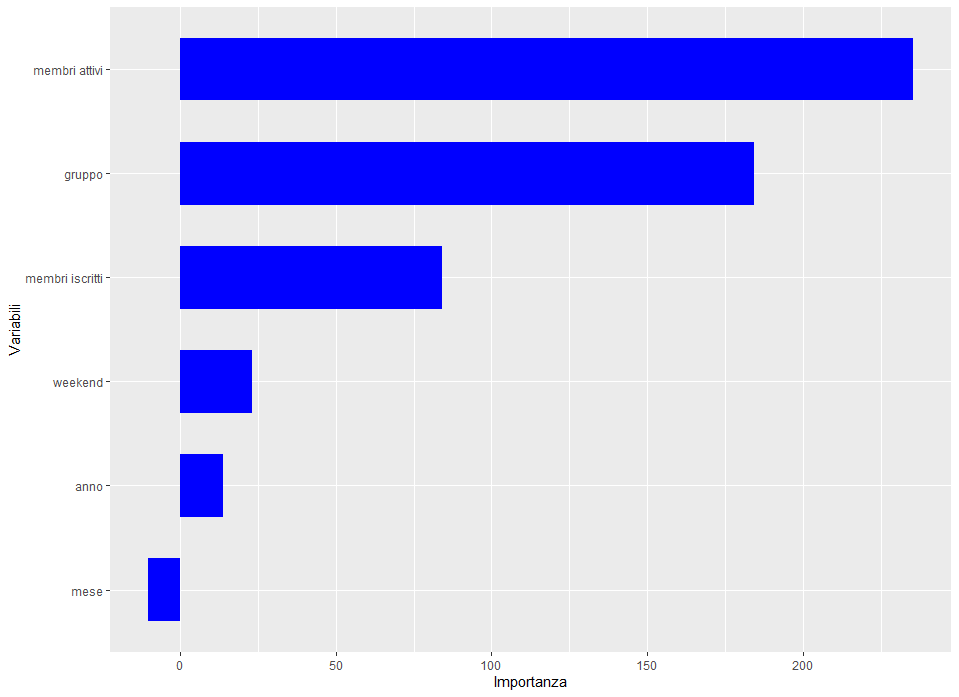 membri attivi
gruppo
membri iscritti
weekend
anno
mese
Variabili
0 50 100 150 200
Importanza